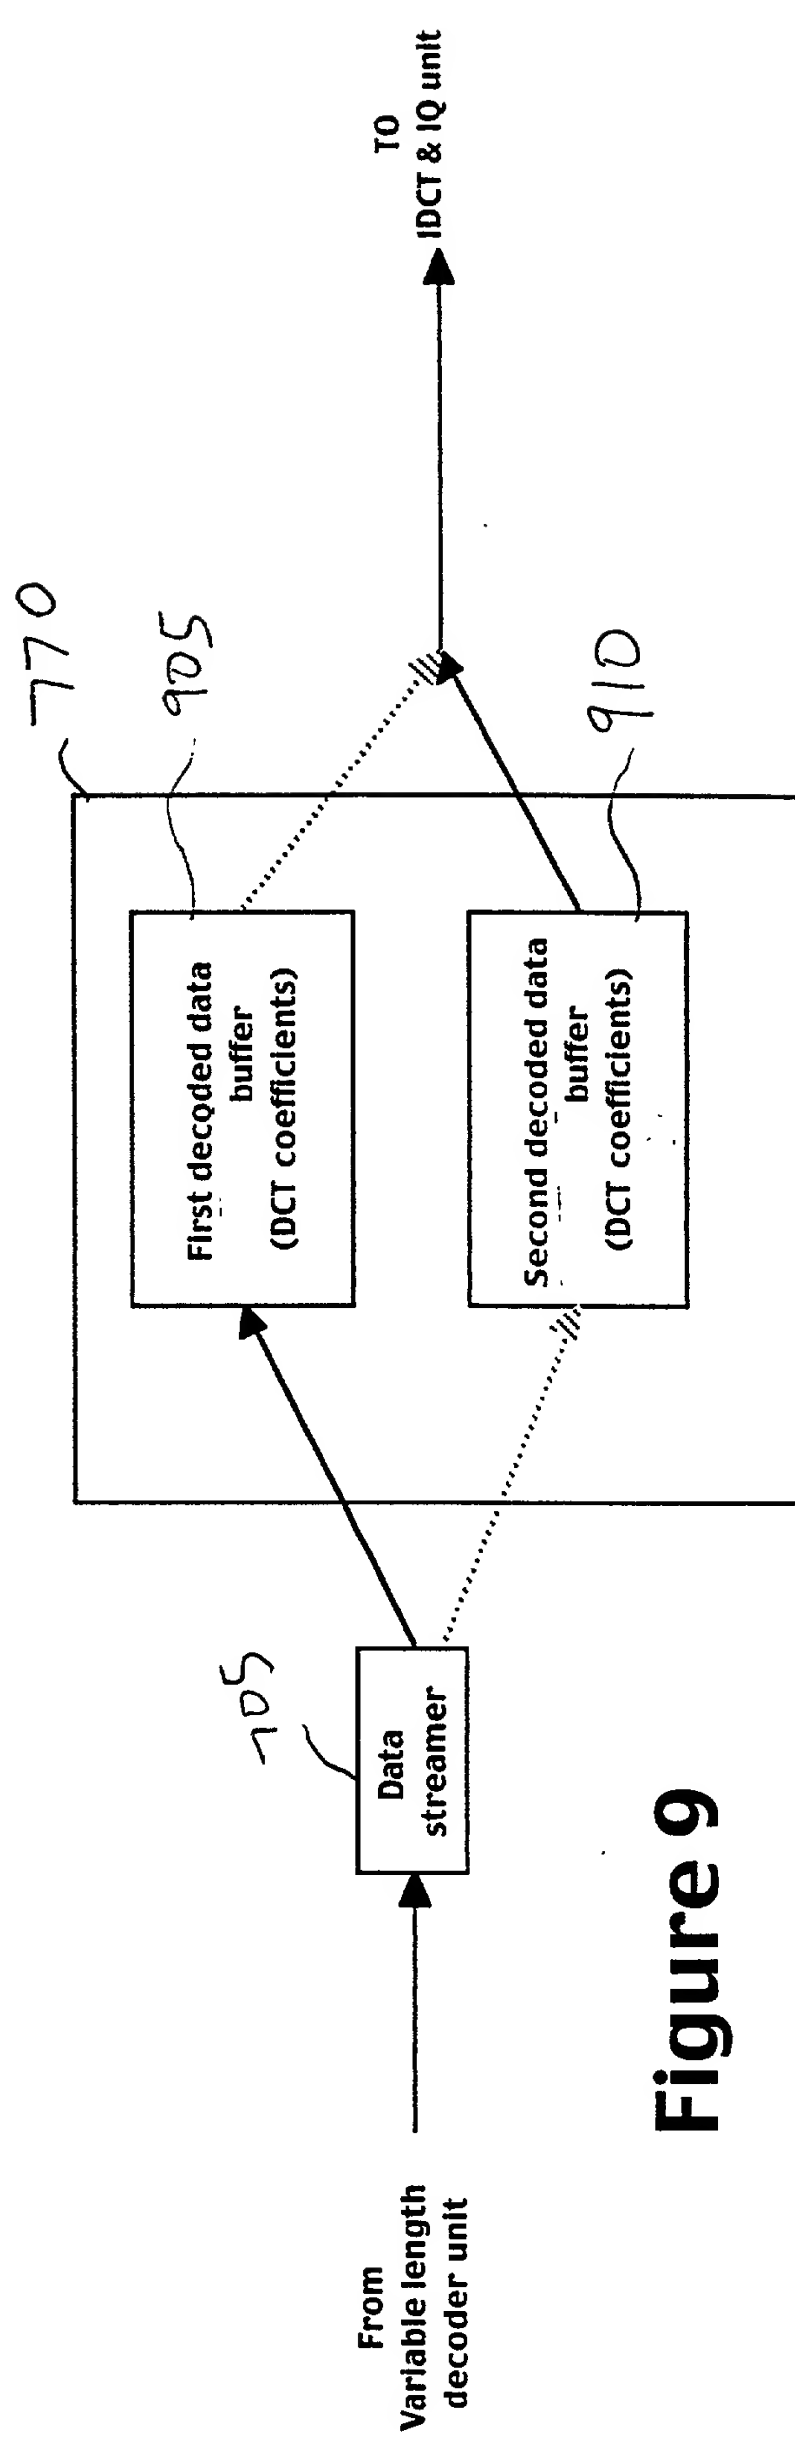 From
Variable length
decoder unit
705
Data
streamer
770
905
First decoded data
buffer
(DCT coefficients)
910
Second decoded data
buffer
(DCT coefficients)
TO
IDCT & IQ unit
Figure 9